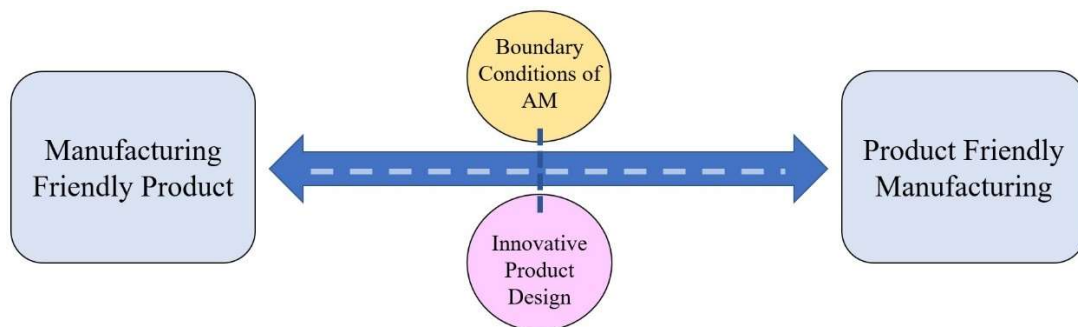 Boundary
Conditions of
AM
Manufacturing
Friendly Product
Product Friendly
Manufacturing
Innovative
Product
Design